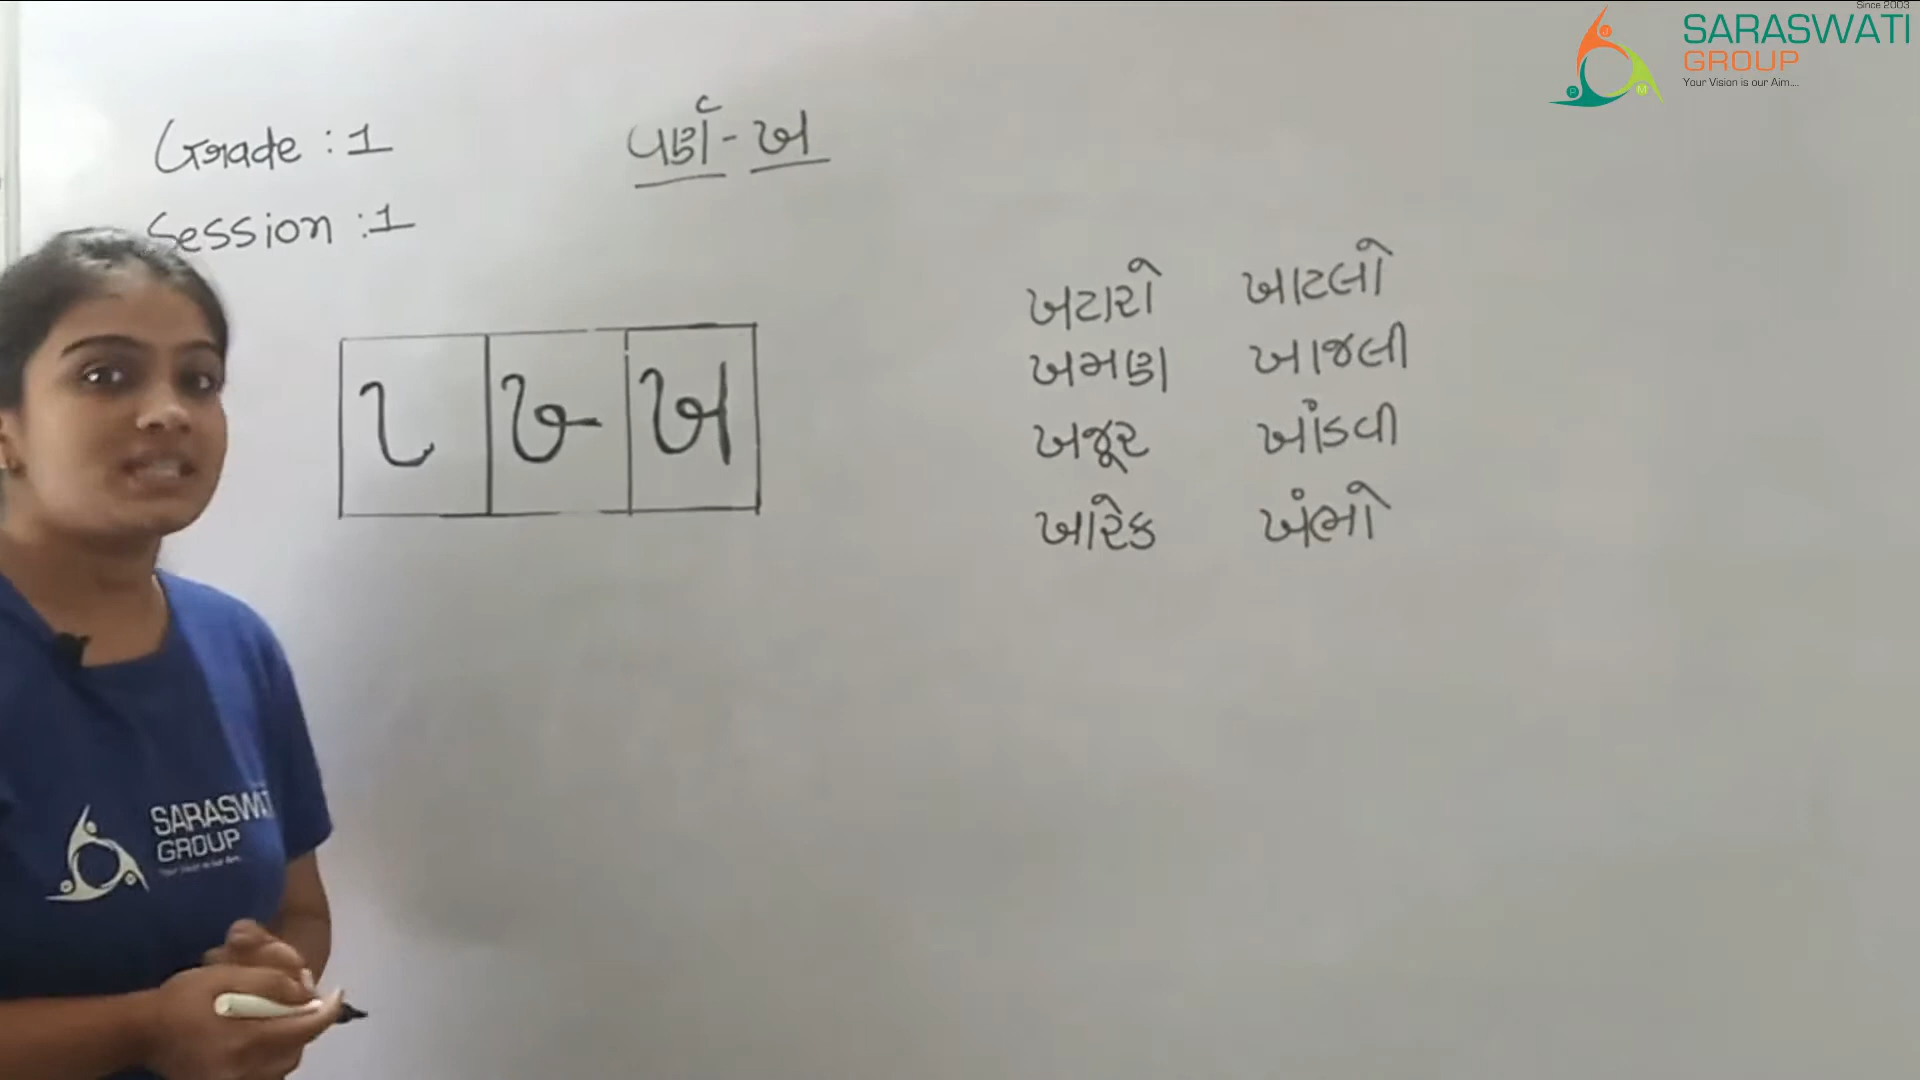 Since 2003
SARASWATI
GROUP
Your Vision is our Aim....
Grade : 1
વર્ણ - ખ
Session : 1
ખ
ખટારો ખાટલો
ખમણ ખાજલી
ખજૂર ખાંડવી
ખારેક ખંભો
SARASWATI
GROUP